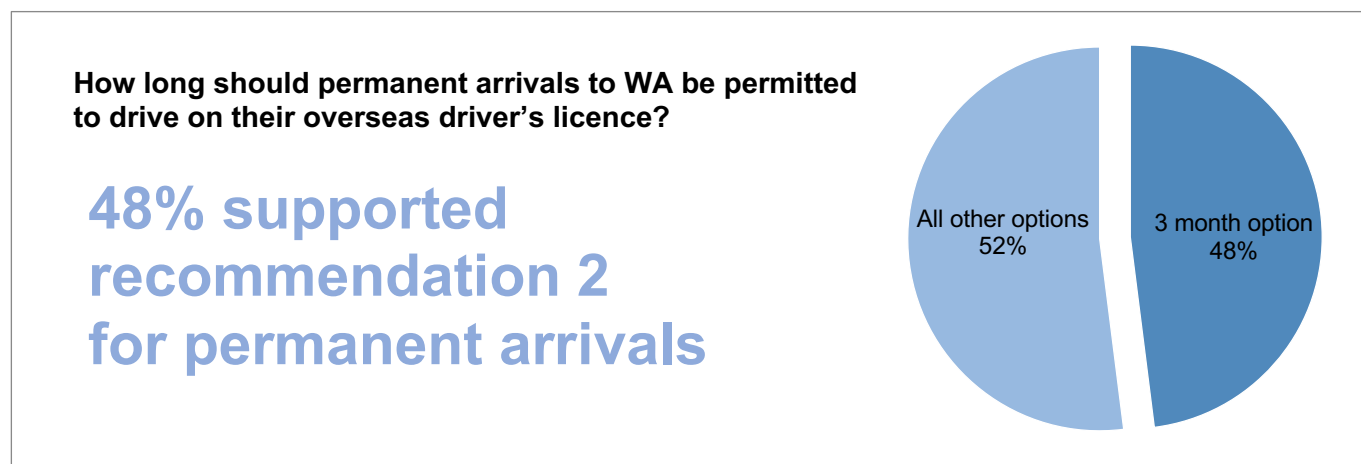 How long should permanent arrivals to WA be permitted
to drive on their overseas driver’s licence?
48% supported
recommendation 2
for permanent arrivals
All other options
52%
3 month option
48%